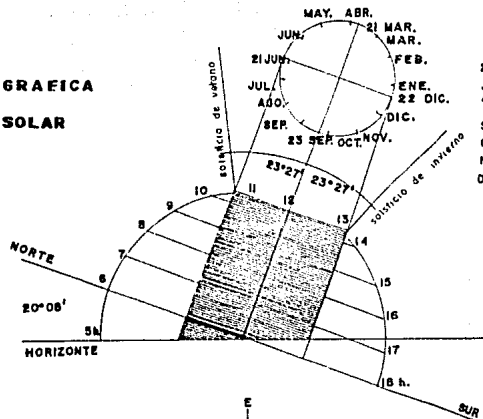 GRAFICA
SOLAR
MAY. ABR.
21 MAR.
MAR.
FEB.
ENE.
22 DIC.
DIC.
NOV.
OCT.
23 SEP.
SEP.
AGO.
JUL.
21 JUN.
JUN.
solsticio de verano
solsticio de invierno
23°27' 23°27'
10 11
12
13
14
9
8
7
6
5h
15
16
17
18 h.
NORTE
20°08'
HORIZONTE
SUR
E